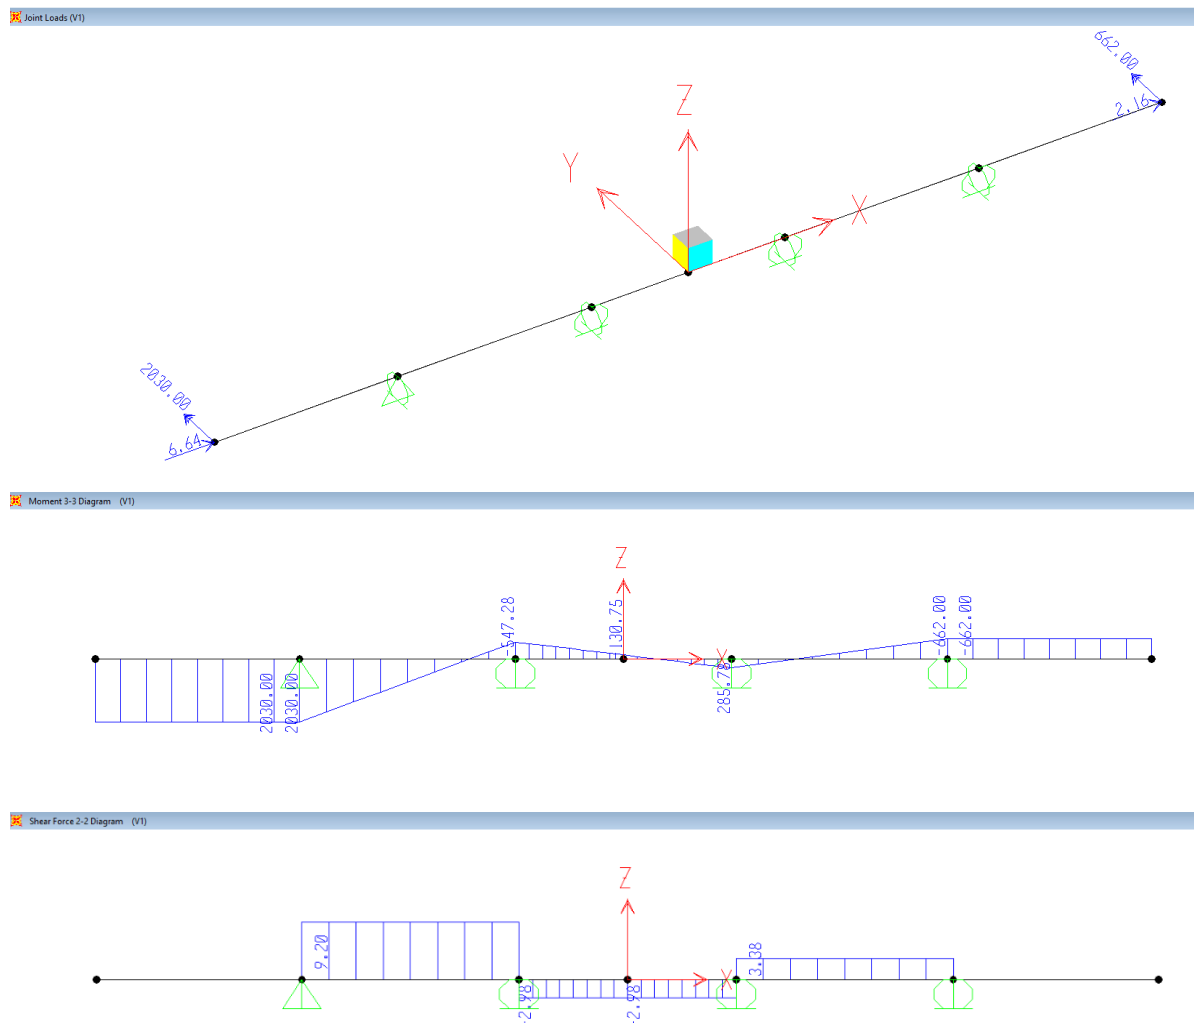 Joint Loads (V1)
662.00
2.16
Z
Y
X
2030.00
6.64
Moment 3-3 Diagram (V1)
Z
-547.28
130.75
-662.00
-662.00
X
2030.00
2030.00
285.78
Shear Force 2-2 Diagram (V1)
Z
9.20
3.38
X
-2.98
-2.98